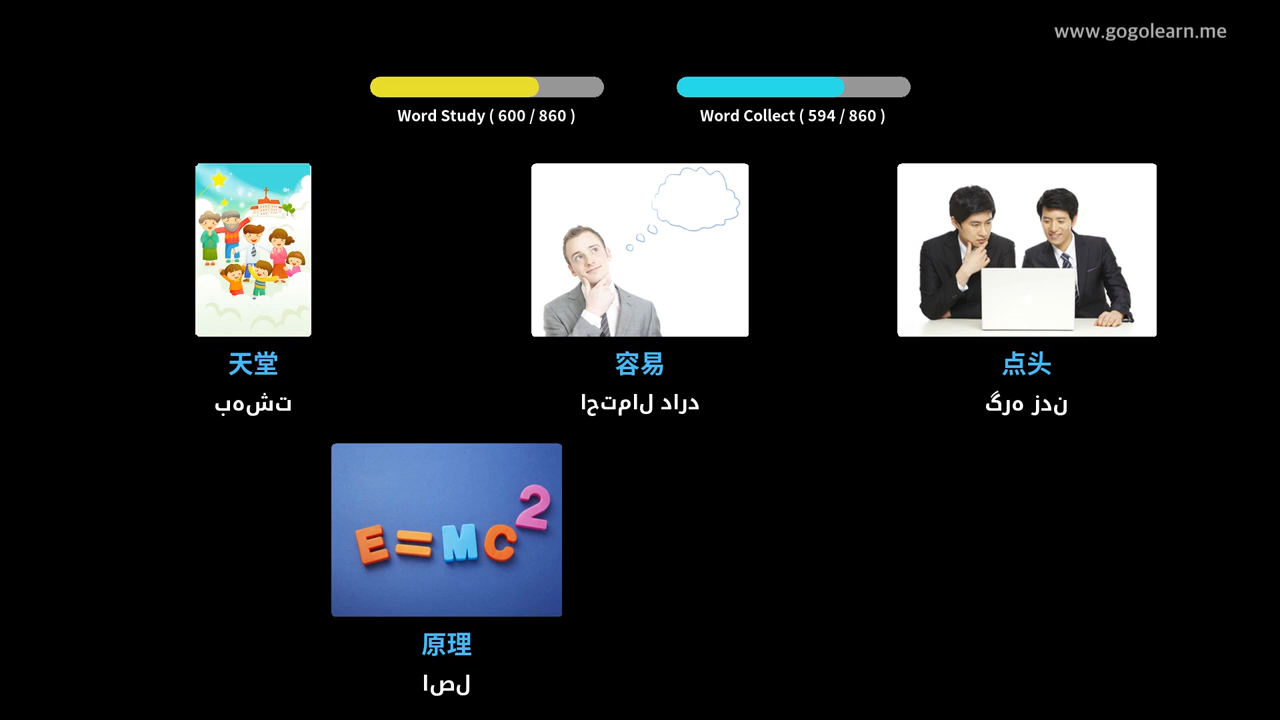 www.gogolearn.me
Word Study ( 600 / 860 )
Word Collect ( 594 / 860 )
天堂
بهشت
容易
احتمال دارد
点头
گره زدن
E=MC2
原理
اصل